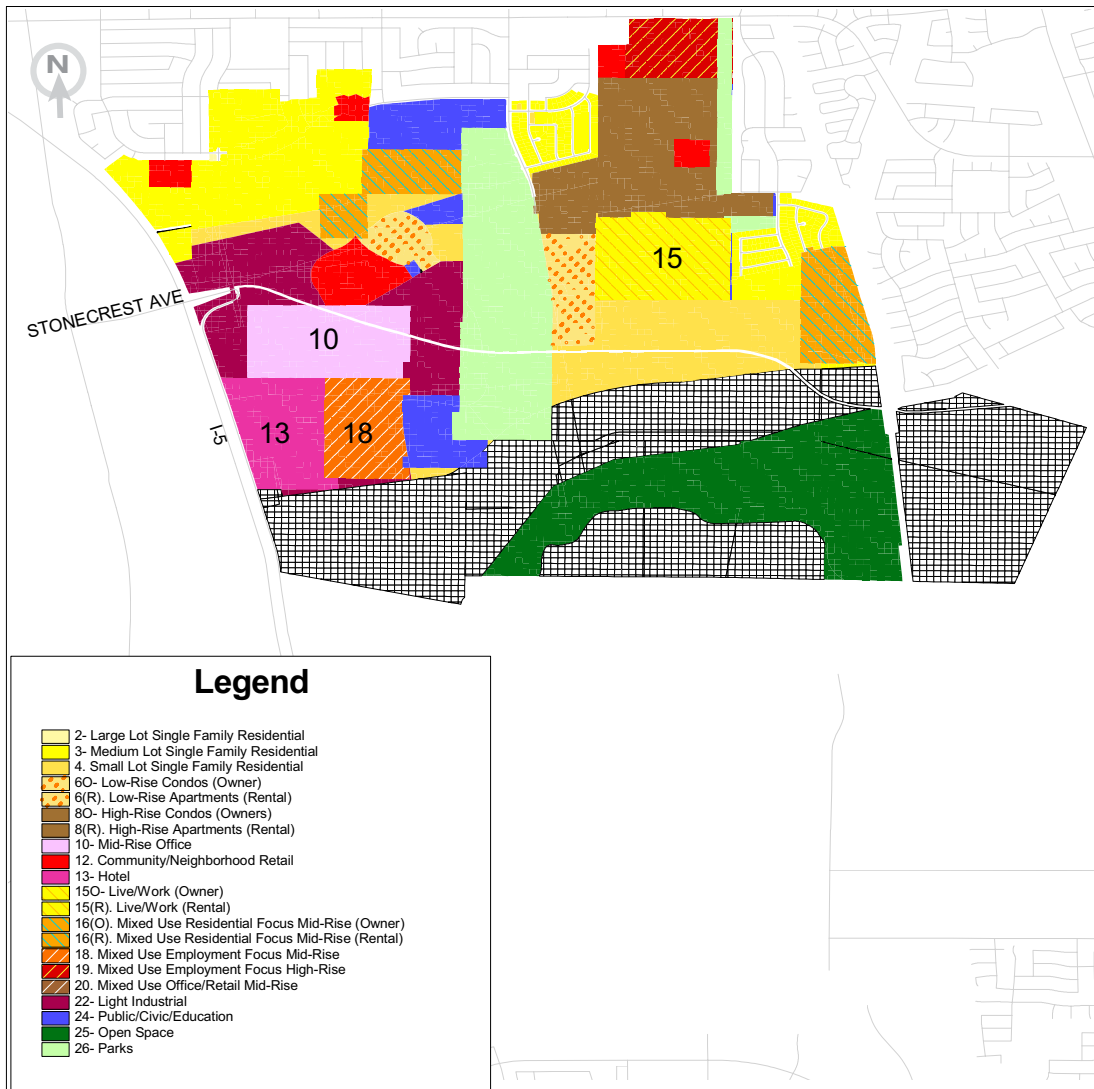 N
15
STONECREST AVE
10
I-5
13
18
Legend
2- Large Lot Single Family Residential
3- Medium Lot Single Family Residential
4. Small Lot Single Family Residential
6O- Low-Rise Condos (Owner)
6(R). Low-Rise Apartments (Rental)
8O- High-Rise Condos (Owners)
8(R). High-Rise Apartments (Rental)
10- Mid-Rise Office
12. Community/Neighborhood Retail
13- Hotel
15O- Live/Work (Owner)
15(R). Live/Work (Rental)
16(O). Mixed Use Residential Focus Mid-Rise (Owner)
16(R). Mixed Use Residential Focus Mid-Rise (Rental)
18. Mixed Use Employment Focus Mid-Rise
19. Mixed Use Employment Focus High-Rise
20. Mixed Use Office/Retail Mid-Rise
22- Light Industrial
24- Public/Civic/Education
25- Open Space
26- Parks